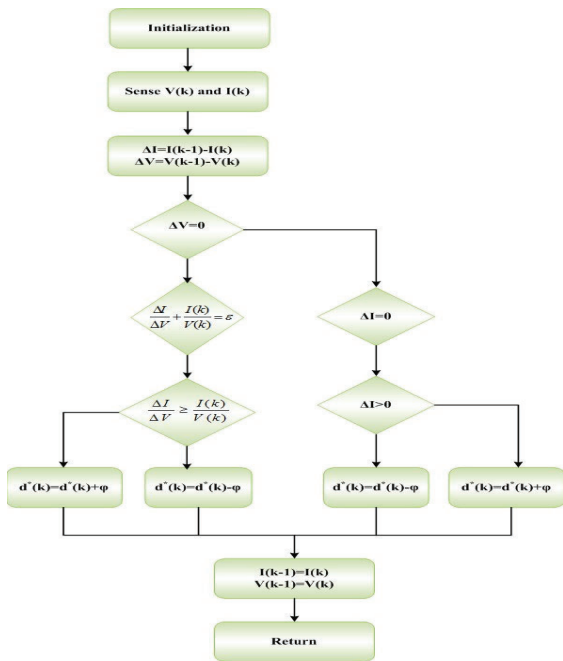 Initialization
Sense V(k) and I(k)
ΔI=I(k-1)-I(k)
ΔV=V(k-1)-V(k)
ΔV=0
ΔI/ΔV + I(k)/V(k) = ε
ΔI=0
ΔI/ΔV ≥ I(k)/V(k)
ΔI>0
d*(k)=d*(k)+φ
d*(k)=d*(k)-φ
d*(k)=d*(k)-φ
d*(k)=d*(k)+φ
I(k-1)=I(k)
V(k-1)=V(k)
Return